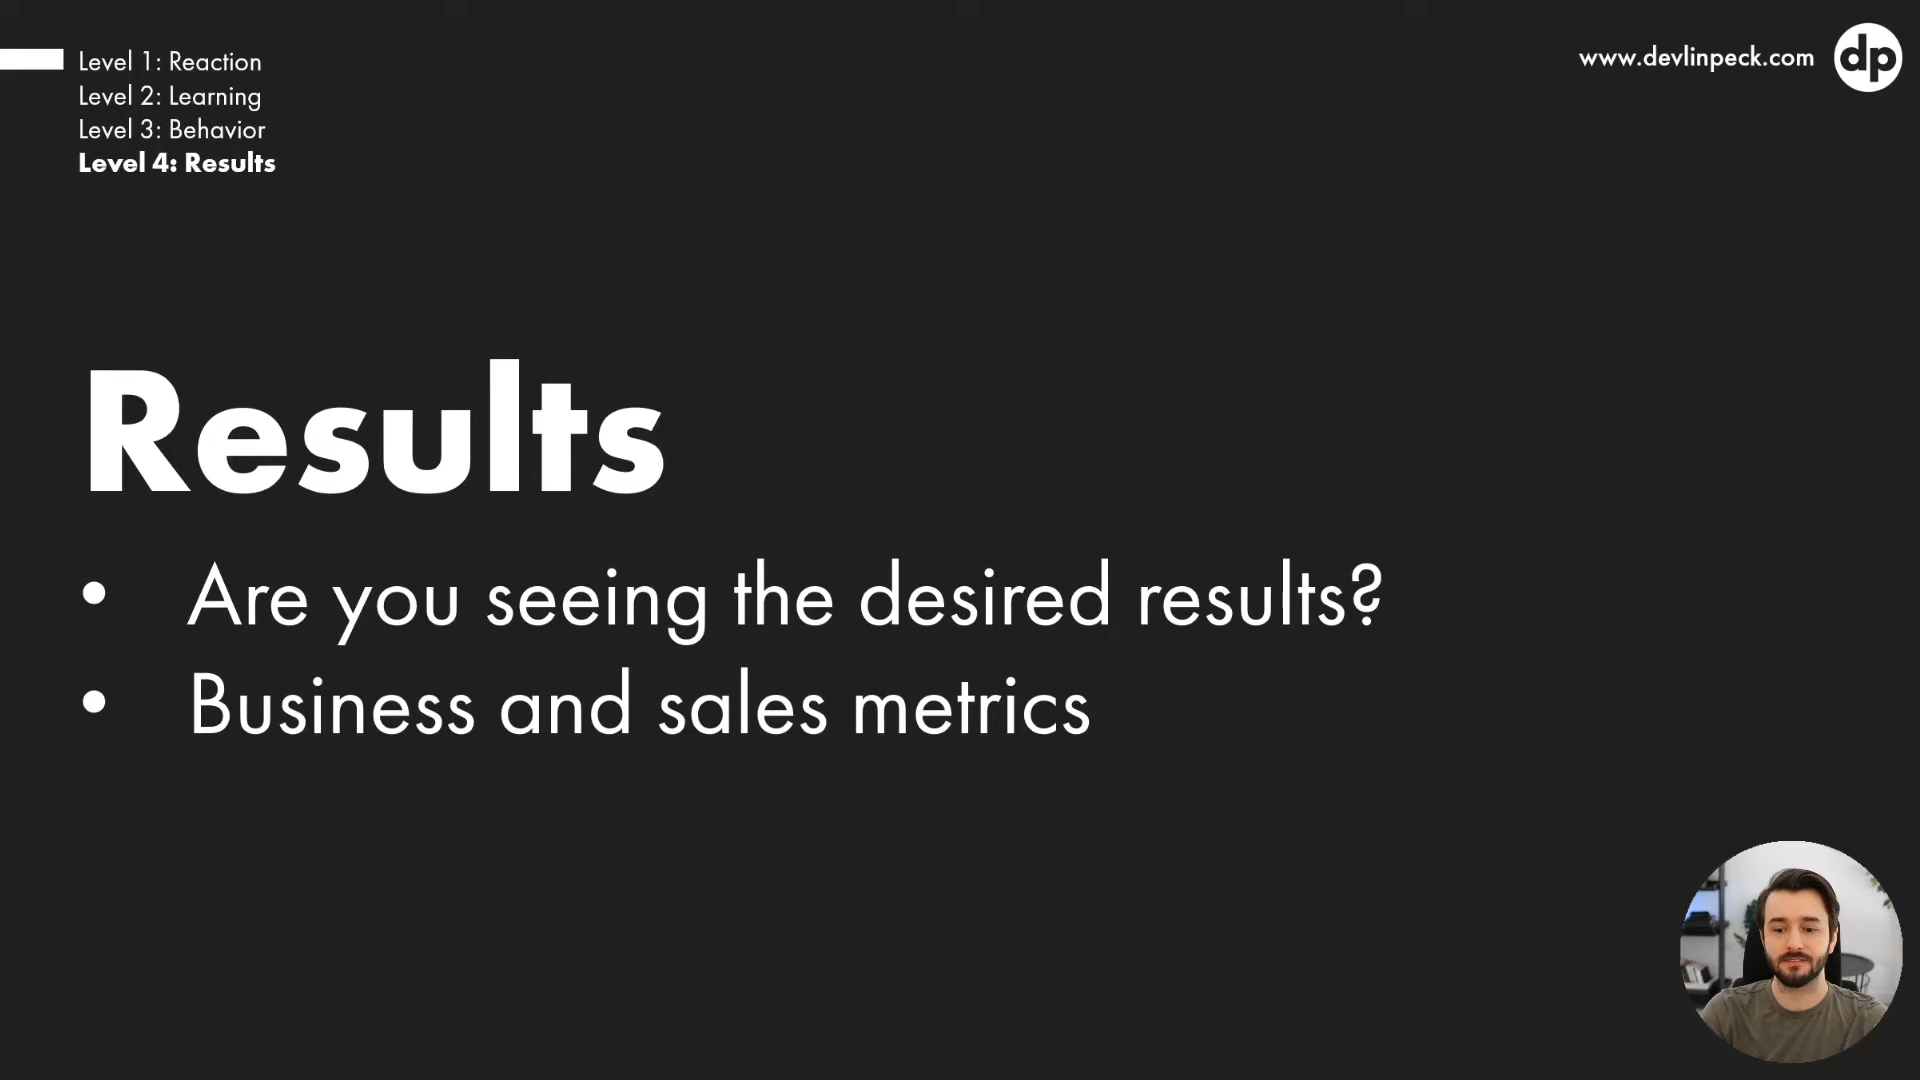 Level 1: Reaction
Level 2: Learning
Level 3: Behavior
Level 4: Results
www.devlinpeck.com
dp
Results
• Are you seeing the desired results?
• Business and sales metrics